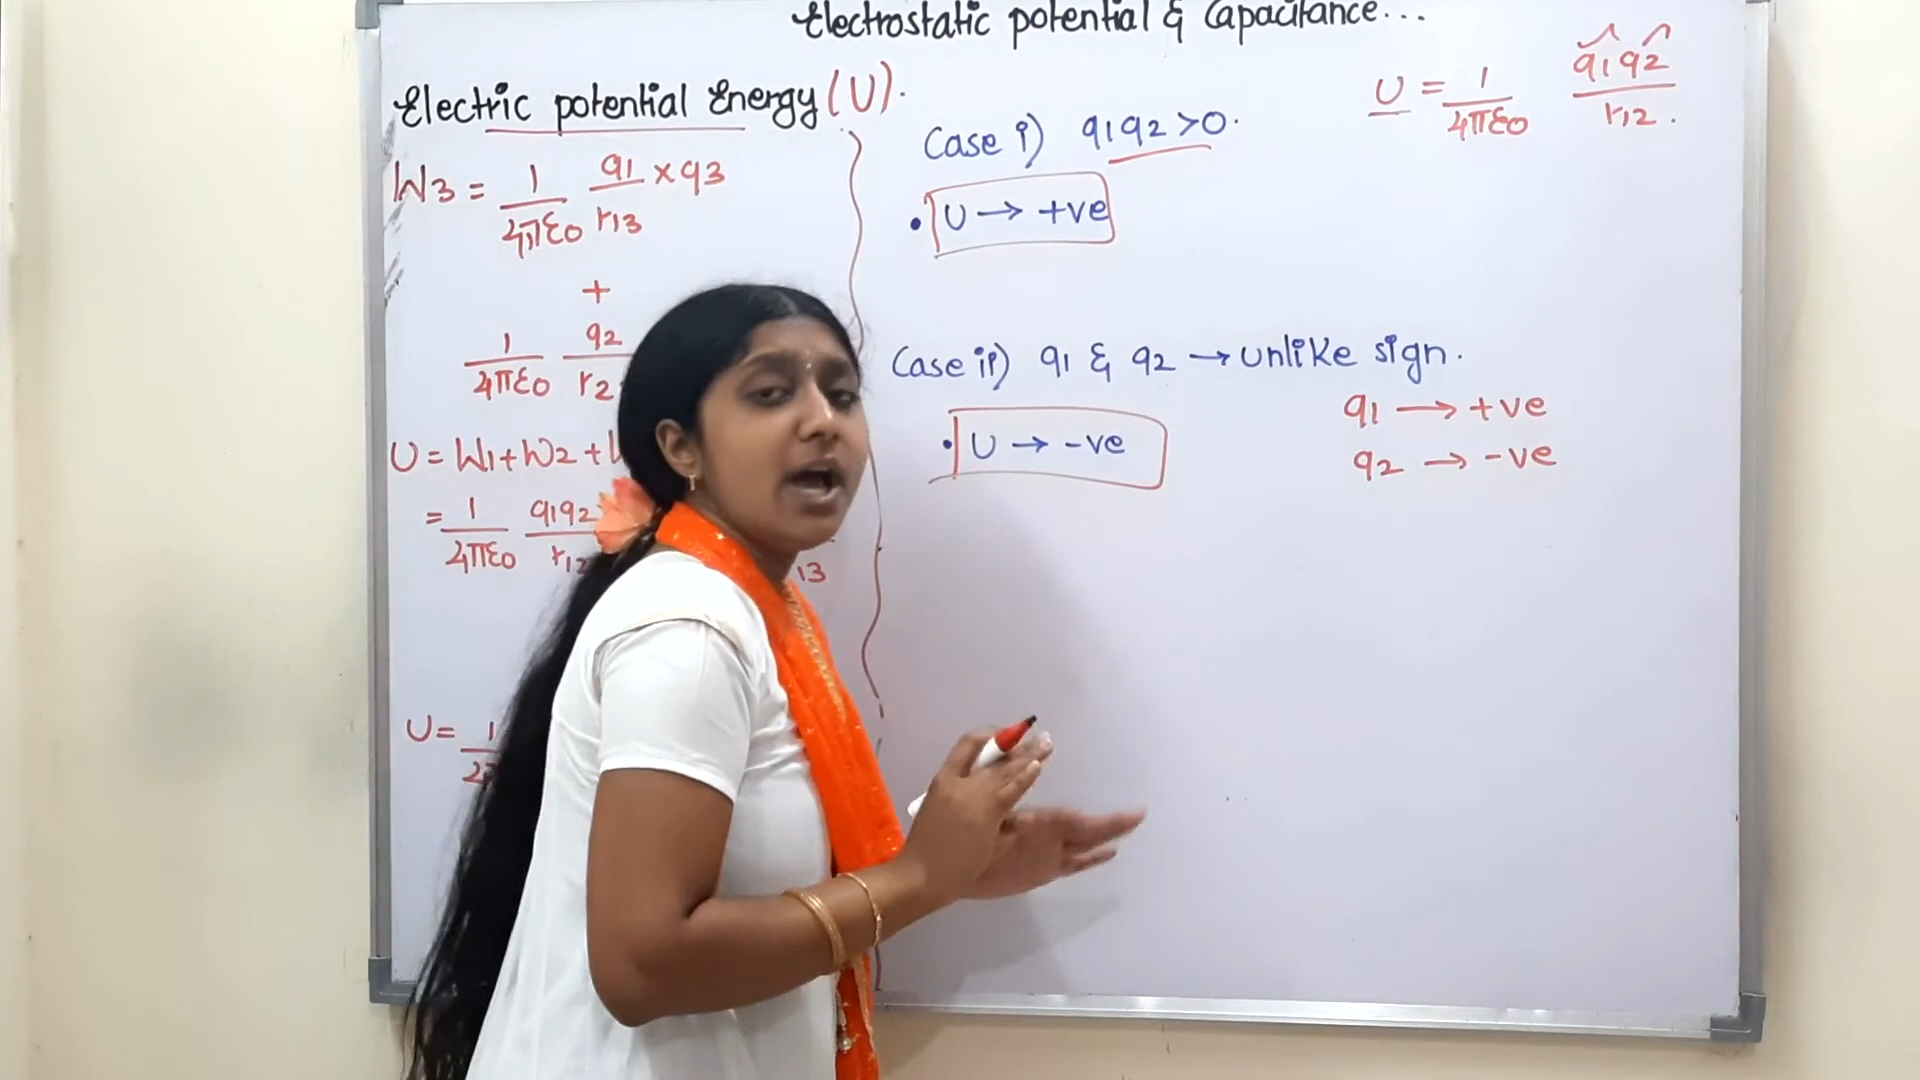 Electrostatic potential & Capacitance...
Electric potential Energy (U).
W3 = 1/4πε0 q1/r13 × q3
+
1/4πε0 q2/r2
U = W1 + W2 +
= 1/4πε0 q1q2/r12
13
U = 1
Case i) q1q2 > 0.
• U → +ve
U = 1/4πε0 q1q2/r12.
Case ii) q1 & q2 → unlike sign.
q1 → +ve
• U → -ve
q2 → -ve